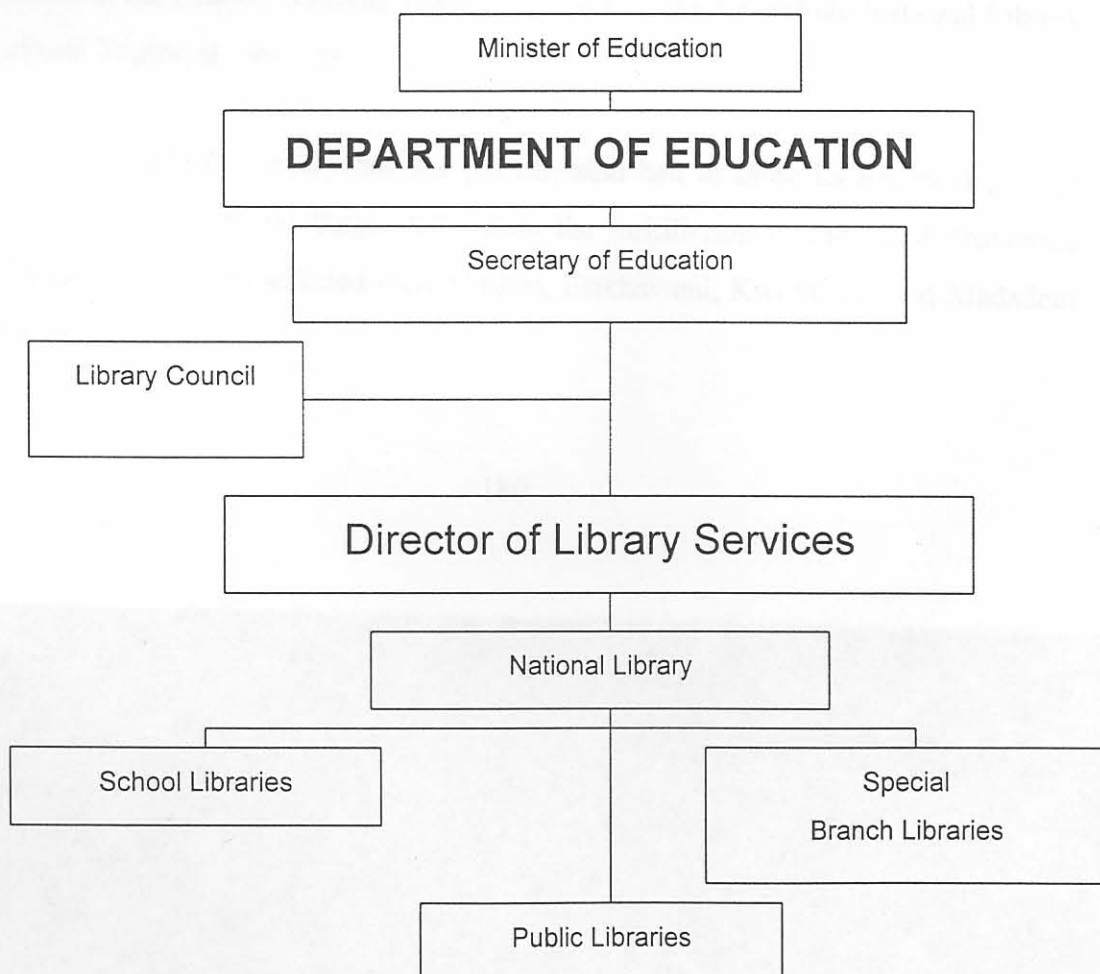 Minister of Education
DEPARTMENT OF EDUCATION
Secretary of Education
Library Council
Director of Library Services
National Library
School Libraries
Special
Branch Libraries
Public Libraries